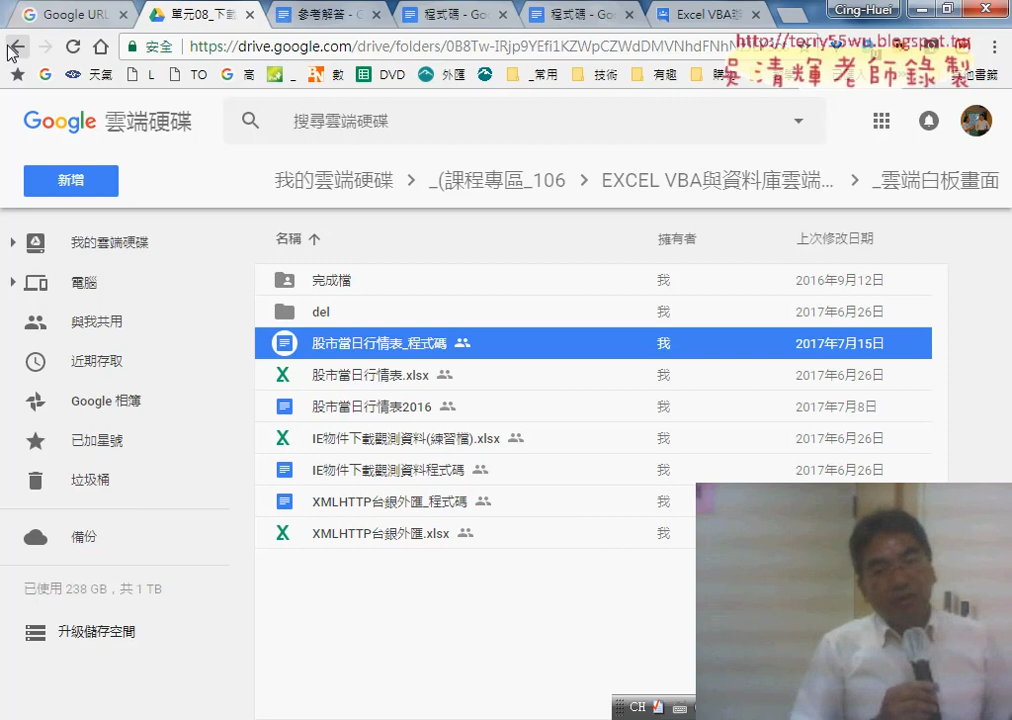 Google URL
單元08_下載
參考解答 - G
程式碼 - Goo
程式碼 - Goo
Excel VBA
Cing-Huei
安全
https://drive.google.com/drive/folders/0B8Tw-IRjp9YEfi1KZWpCZWdDMVNhdFNhN
http://terry55wu.blogspot.tw
天氣 L TO 高 數 DVD 外匯 _常用 技術 有趣
吳清輝老師錄製
Google 雲端硬碟
搜尋雲端硬碟
新增
我的雲端硬碟 > _(課程專區_106 > EXCEL VBA與資料庫雲端... > _雲端白板畫面
我的雲端硬碟
電腦
與我共用
近期存取
Google 相簿
已加星號
垃圾桶
備份
已使用 238 GB，共 1 TB
升級儲存空間
名稱 擁有者 上次修改日期
完成檔 我 2016年9月12日
del 我 2017年6月26日
股市當日行情表_程式碼 我 2017年7月15日
股市當日行情表.xlsx 我 2017年6月26日
股市當日行情表2016 我 2017年7月8日
IE物件下載觀測資料(練習檔).xlsx 我 2017年6月26日
IE物件下載觀測資料程式碼 我 2017年6月26日
XMLHTTP台銀外匯_程式碼 我
XMLHTTP台銀外匯.xlsx 我
CH